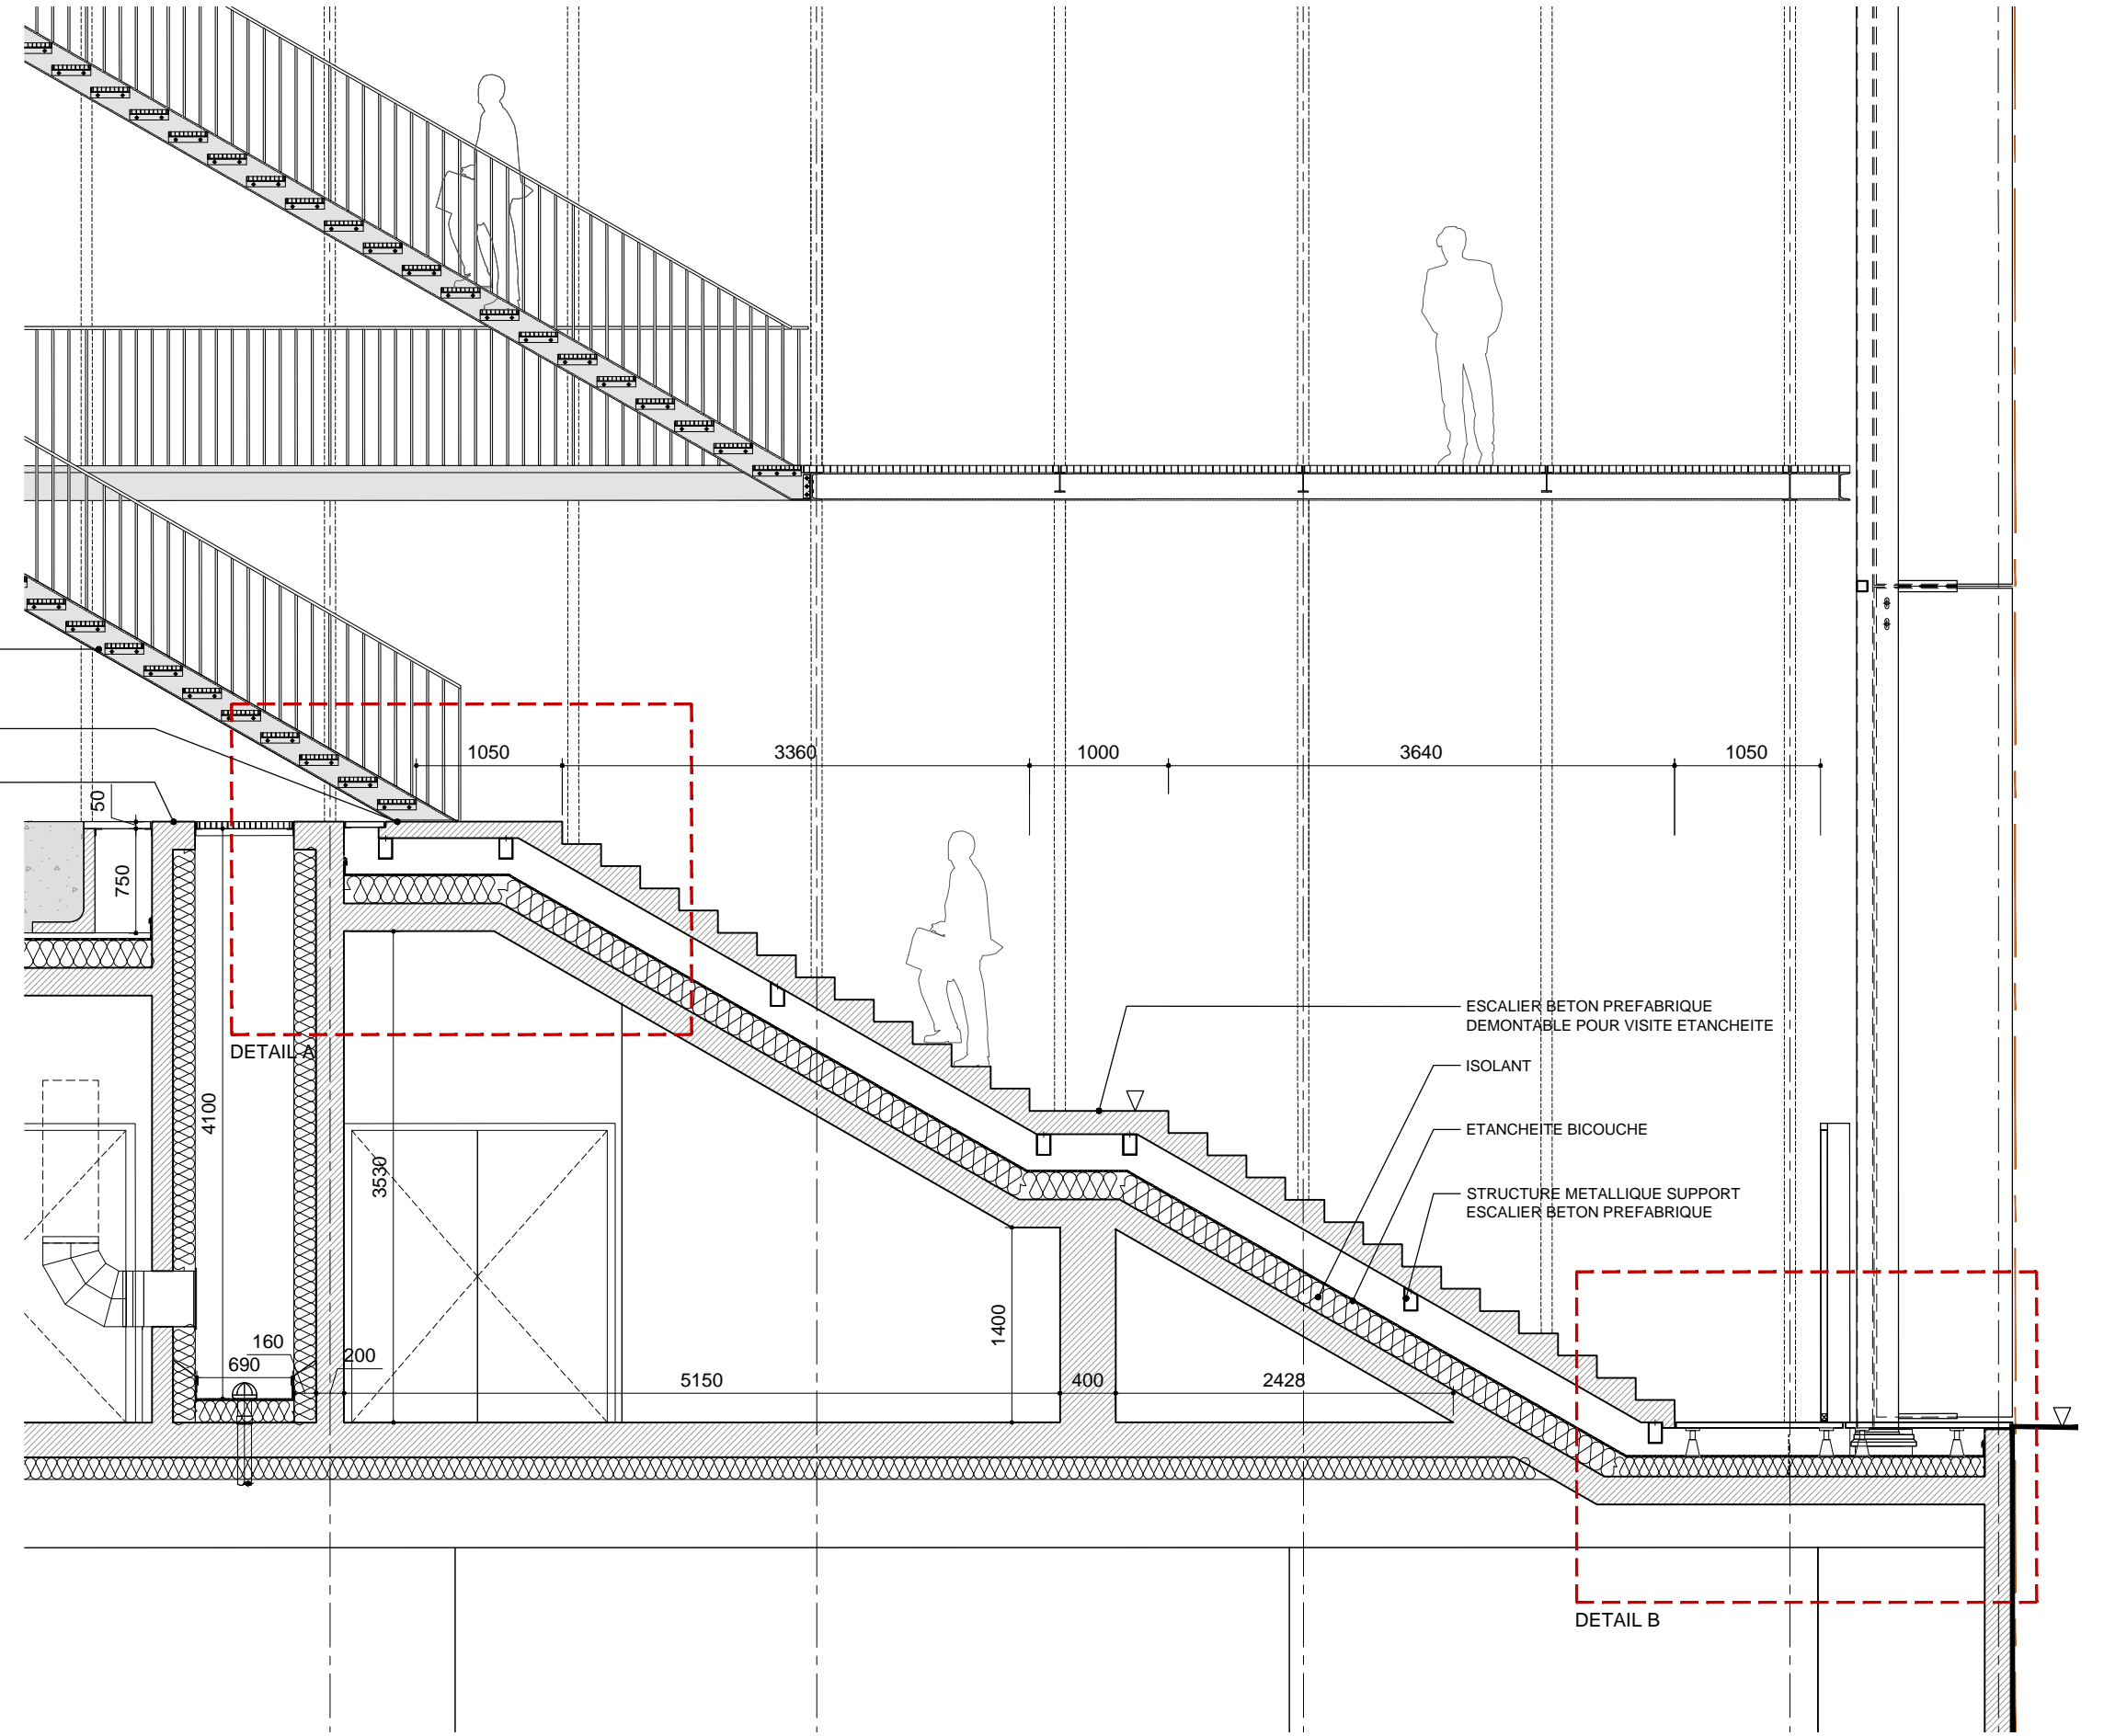 1050
3360
1000
3640
1050
50
750
DETAIL A
ESCALIER BETON PREFABRIQUE
DEMONTABLE POUR VISITE ETANCHEITE
ISOLANT
ETANCHEITE BICOUCHE
STRUCTURE METALLIQUE SUPPORT
ESCALIER BETON PREFABRIQUE
4100
3530
1400
160
690
200
5150
400
2428
DETAIL B